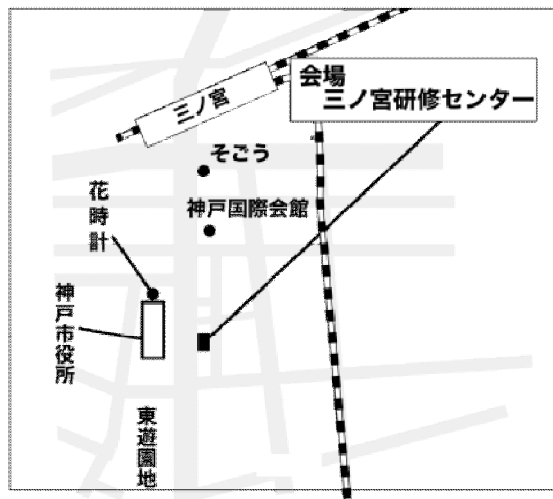 会場
三ノ宮研修センター
三ノ宮
そごう
神戸国際会館
花時計
神戸市役所
東遊園地